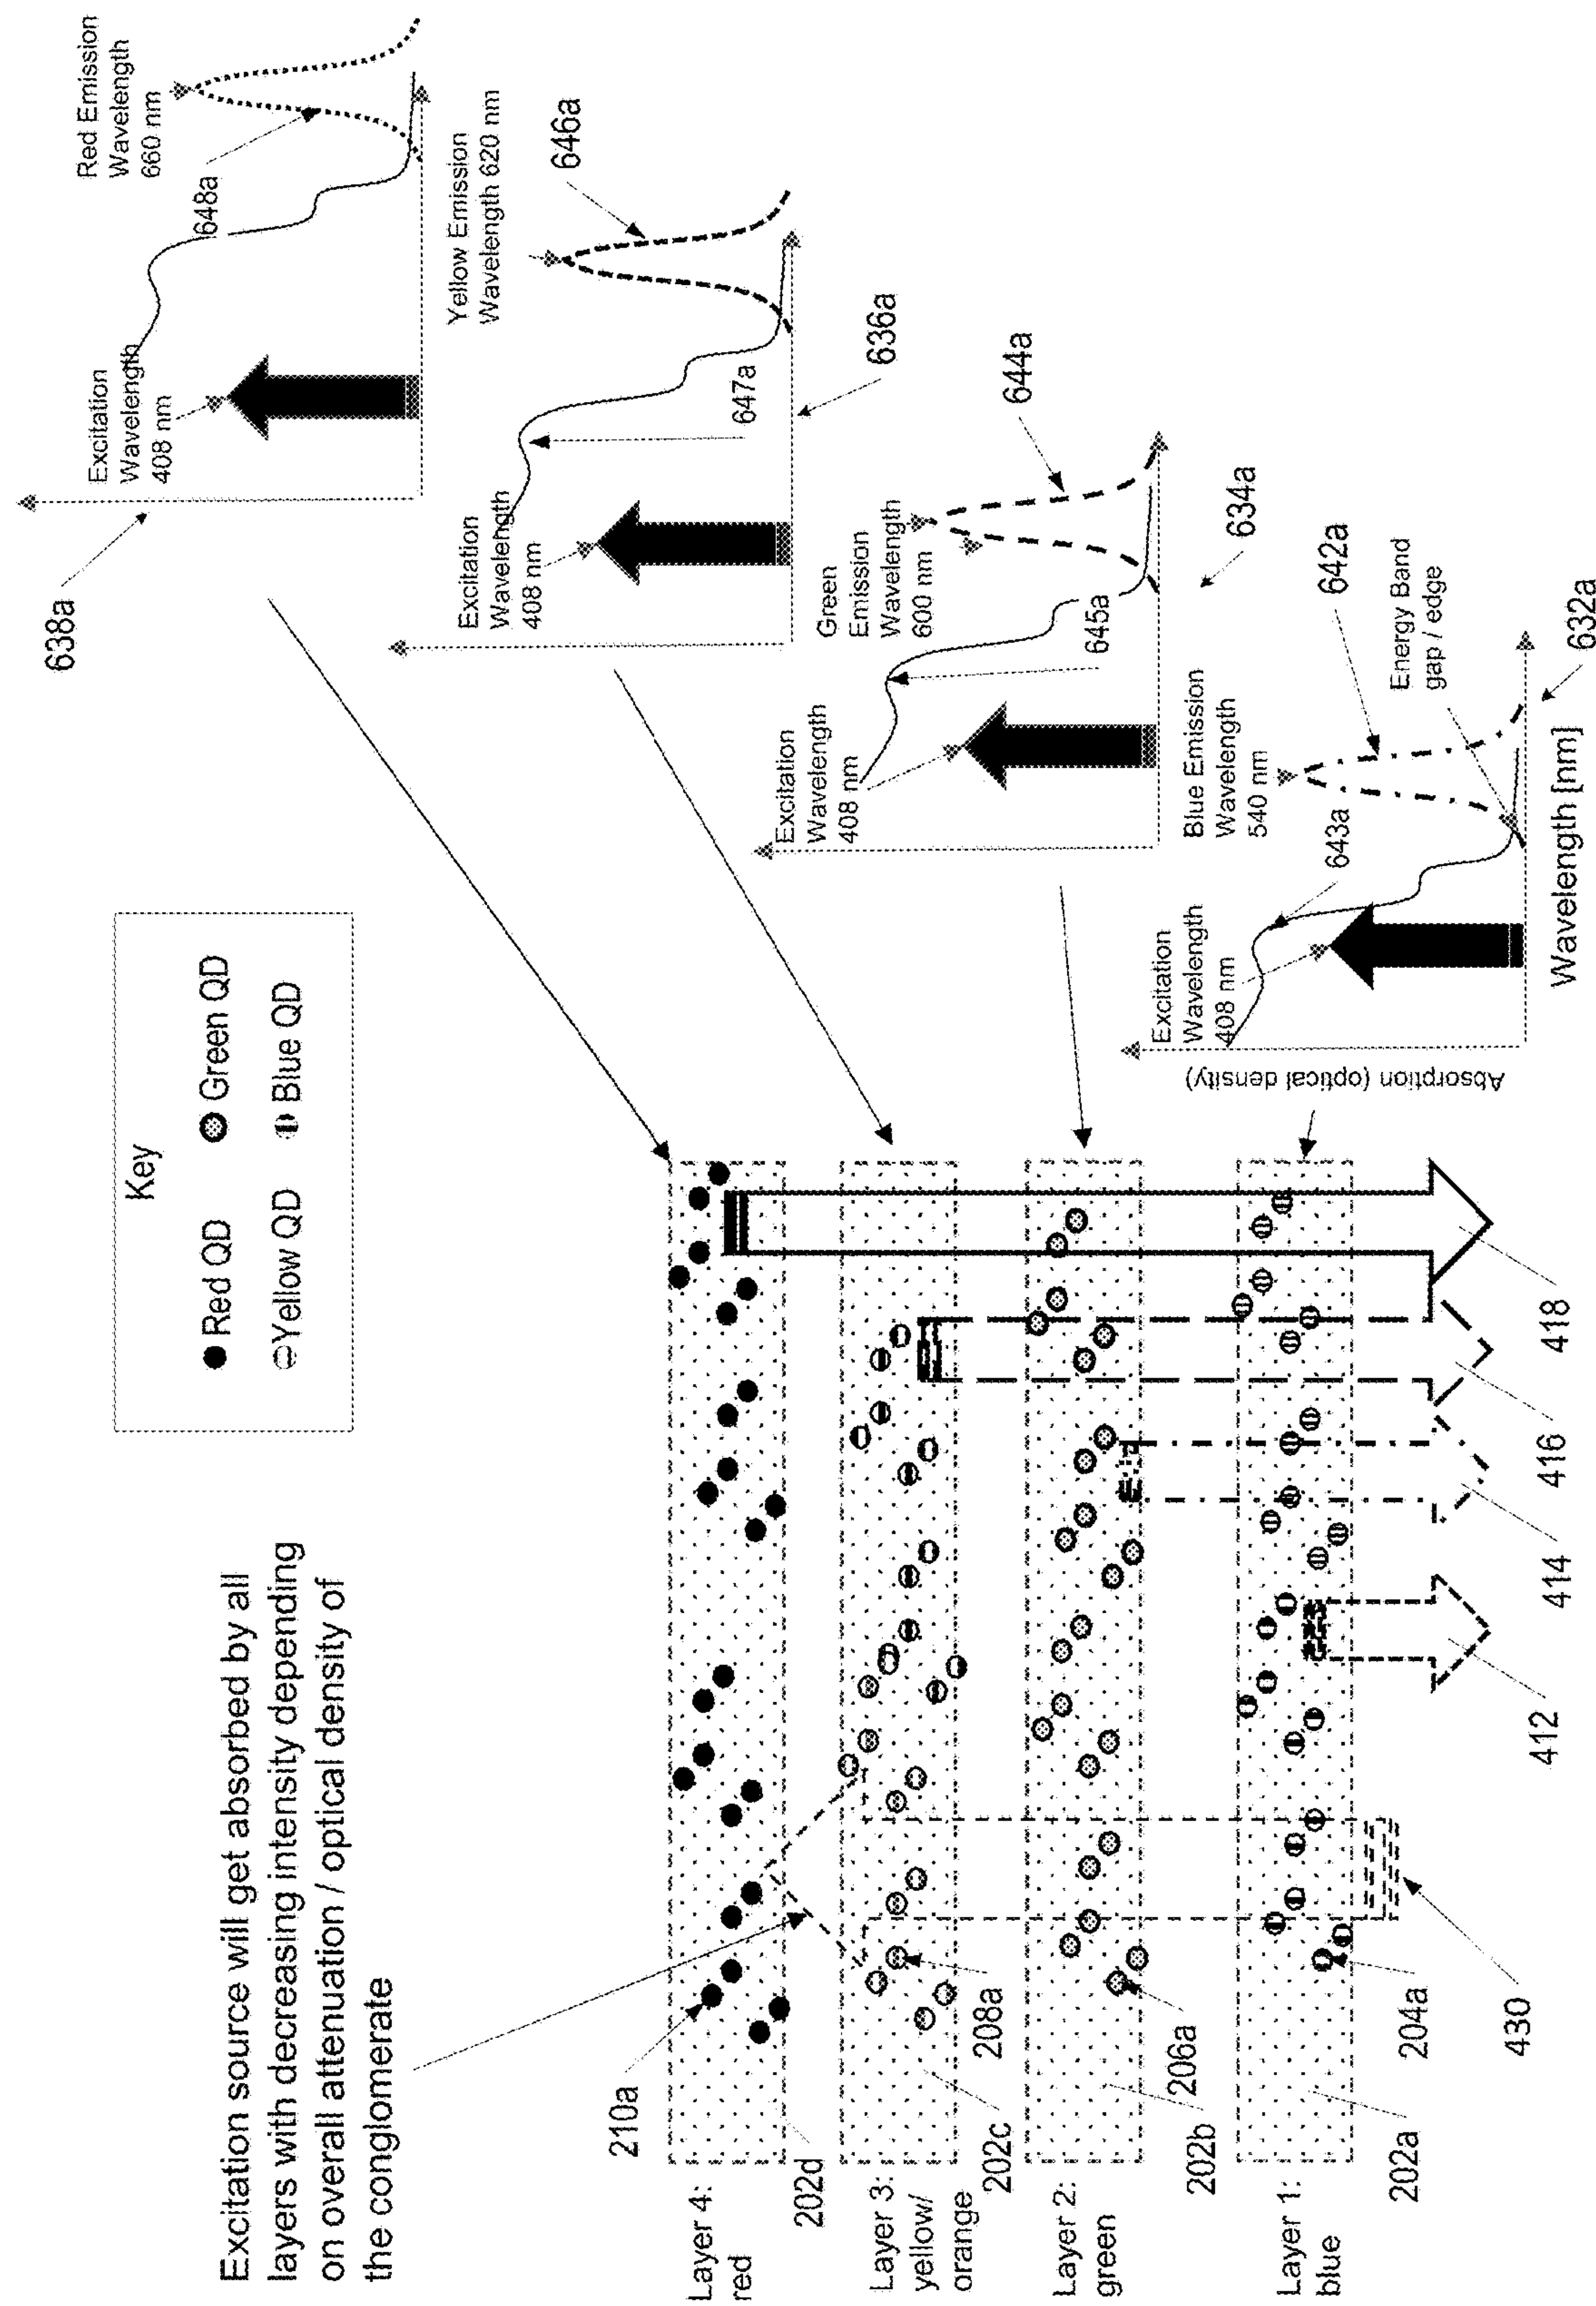 Excitation source will get absorbed by all
layers with decreasing intensity depending
on overall attenuation / optical density of
the conglomerate
Key
Red QD
Green QD
Yellow QD
Blue QD
638a
Excitation
Wavelength
408 nm
648a
Red Emission
Wavelength
660 nm
Excitation
Wavelength
408 nm
647a
Yellow Emission
Wavelength 620 nm
646a
636a
Excitation
Wavelength
408 nm
645a
Green
Emission
Wavelength
600 nm
644a
634a
Absorption (optical density)
Excitation
Wavelength
408 nm
643a
Blue Emission
Wavelength
540 nm
642a
Energy Band
gap / edge
632a
Wavelength [nm]
210a
Layer 4:
red
202d
Layer 3:
yellow/
orange
202c
208a
Layer 2:
green
202b
206a
Layer 1:
blue
202a
204a
430
412
414
416
418